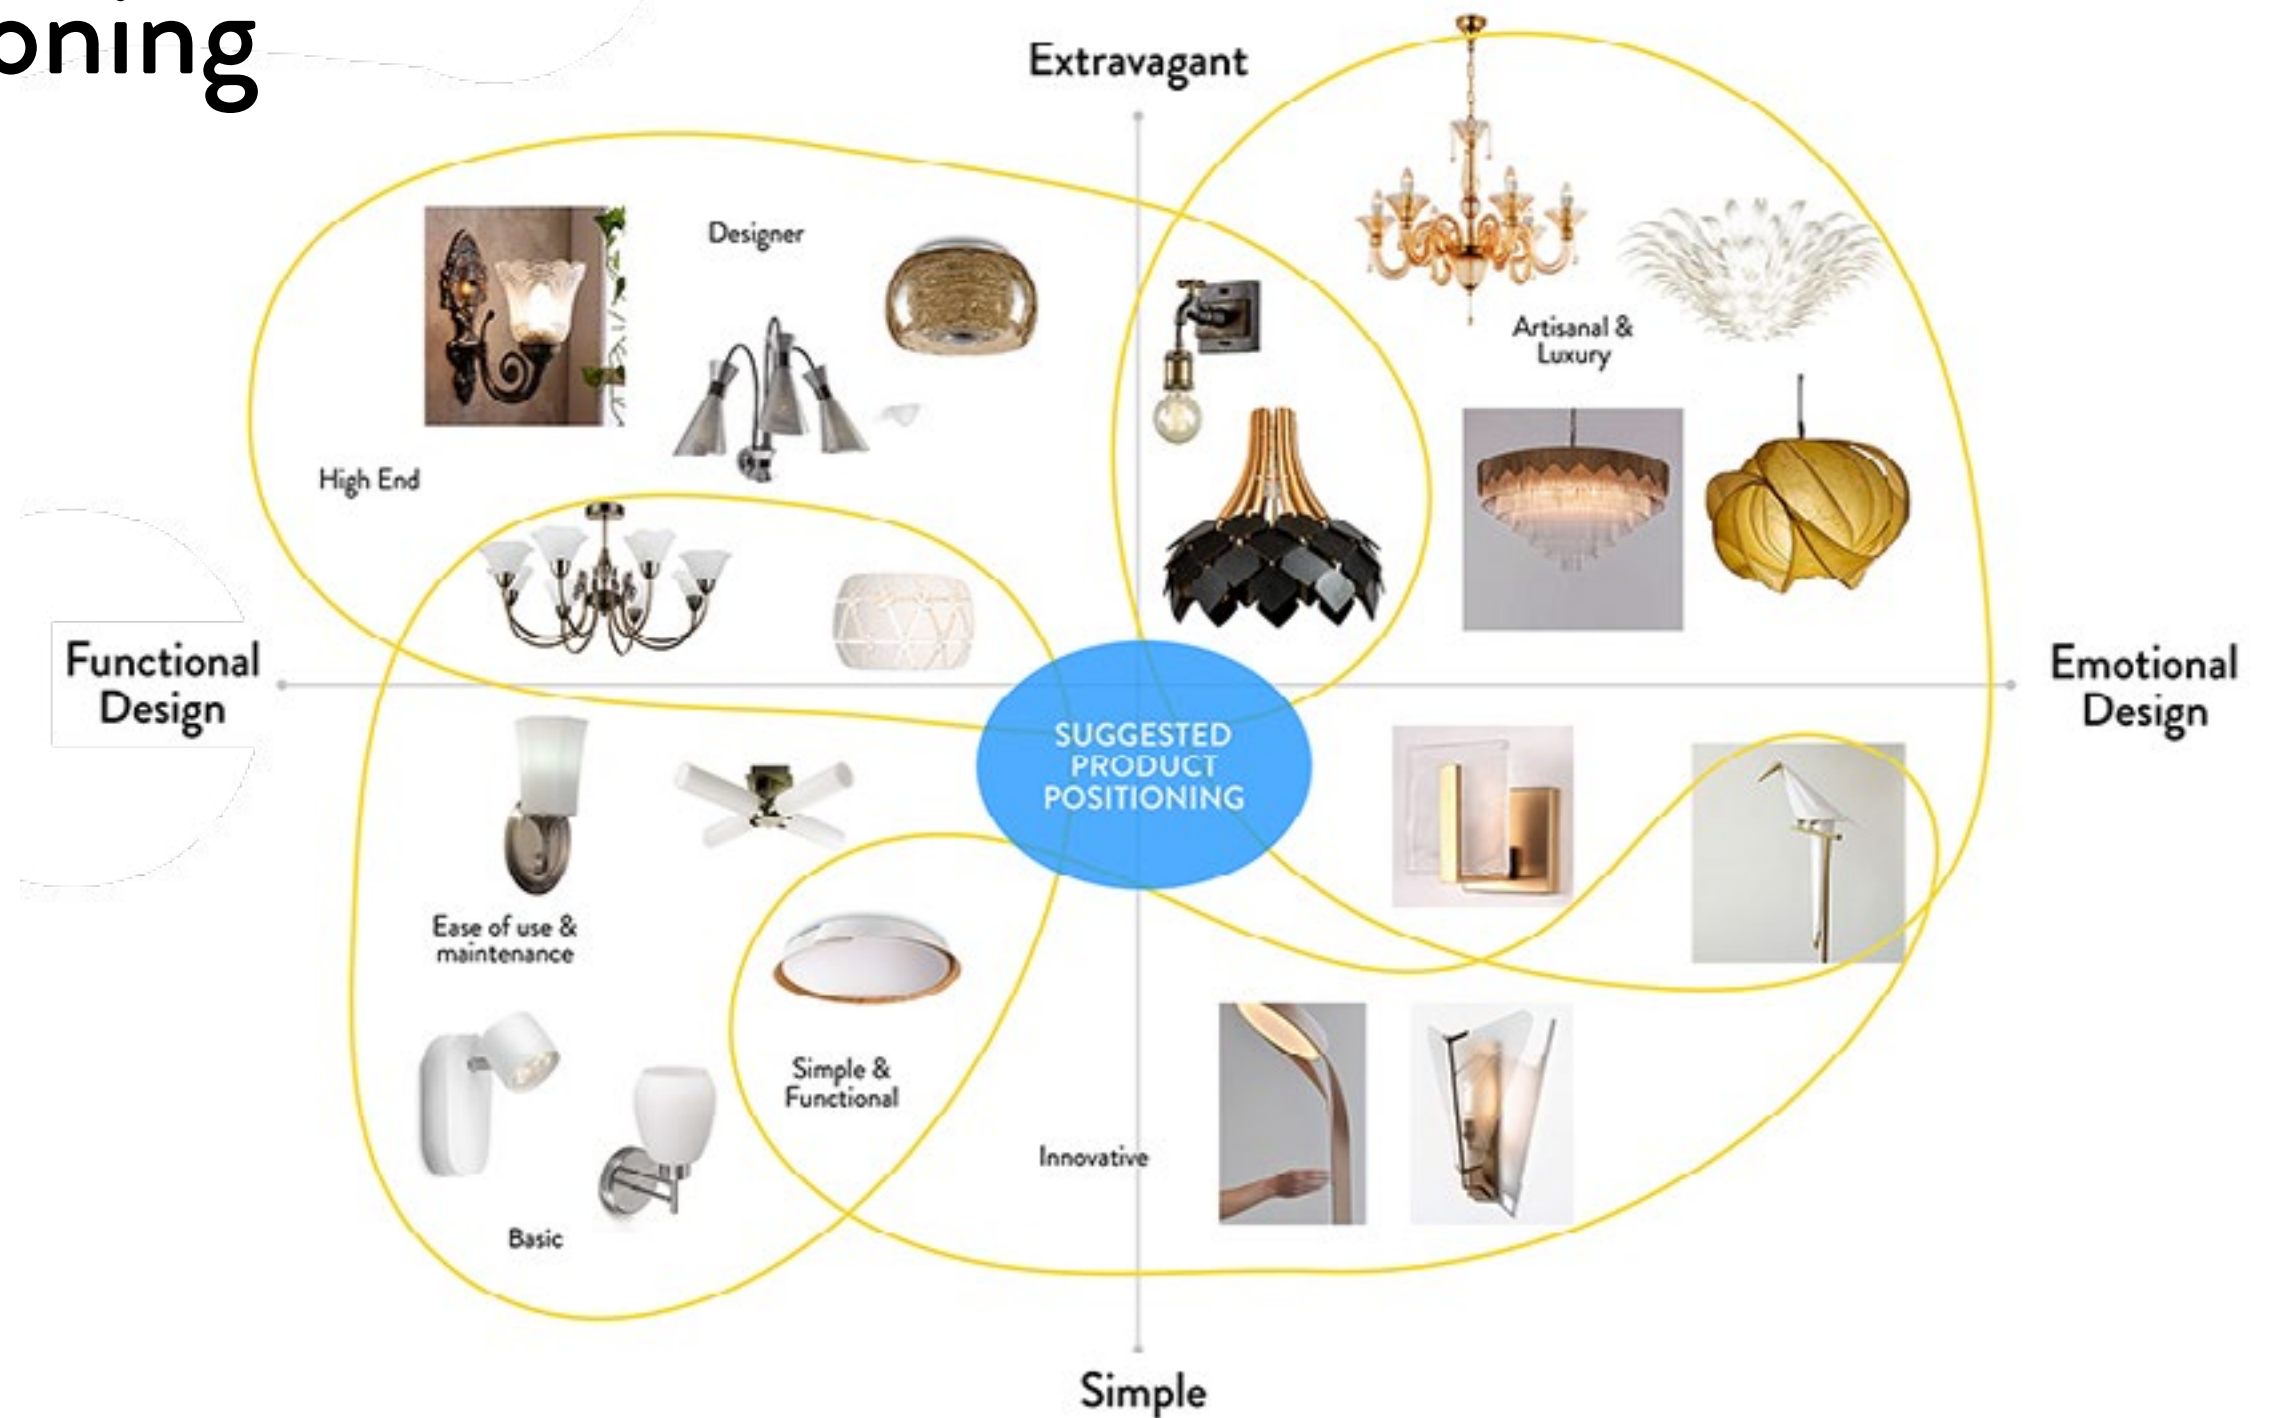 oning
Extravagant
Designer
Artisanal &
Luxury
High End
Functional
Design
Emotional
Design
SUGGESTED
PRODUCT
POSITIONING
Ease of use &
maintenance
Simple &
Functional
Innovative
Basic
Simple